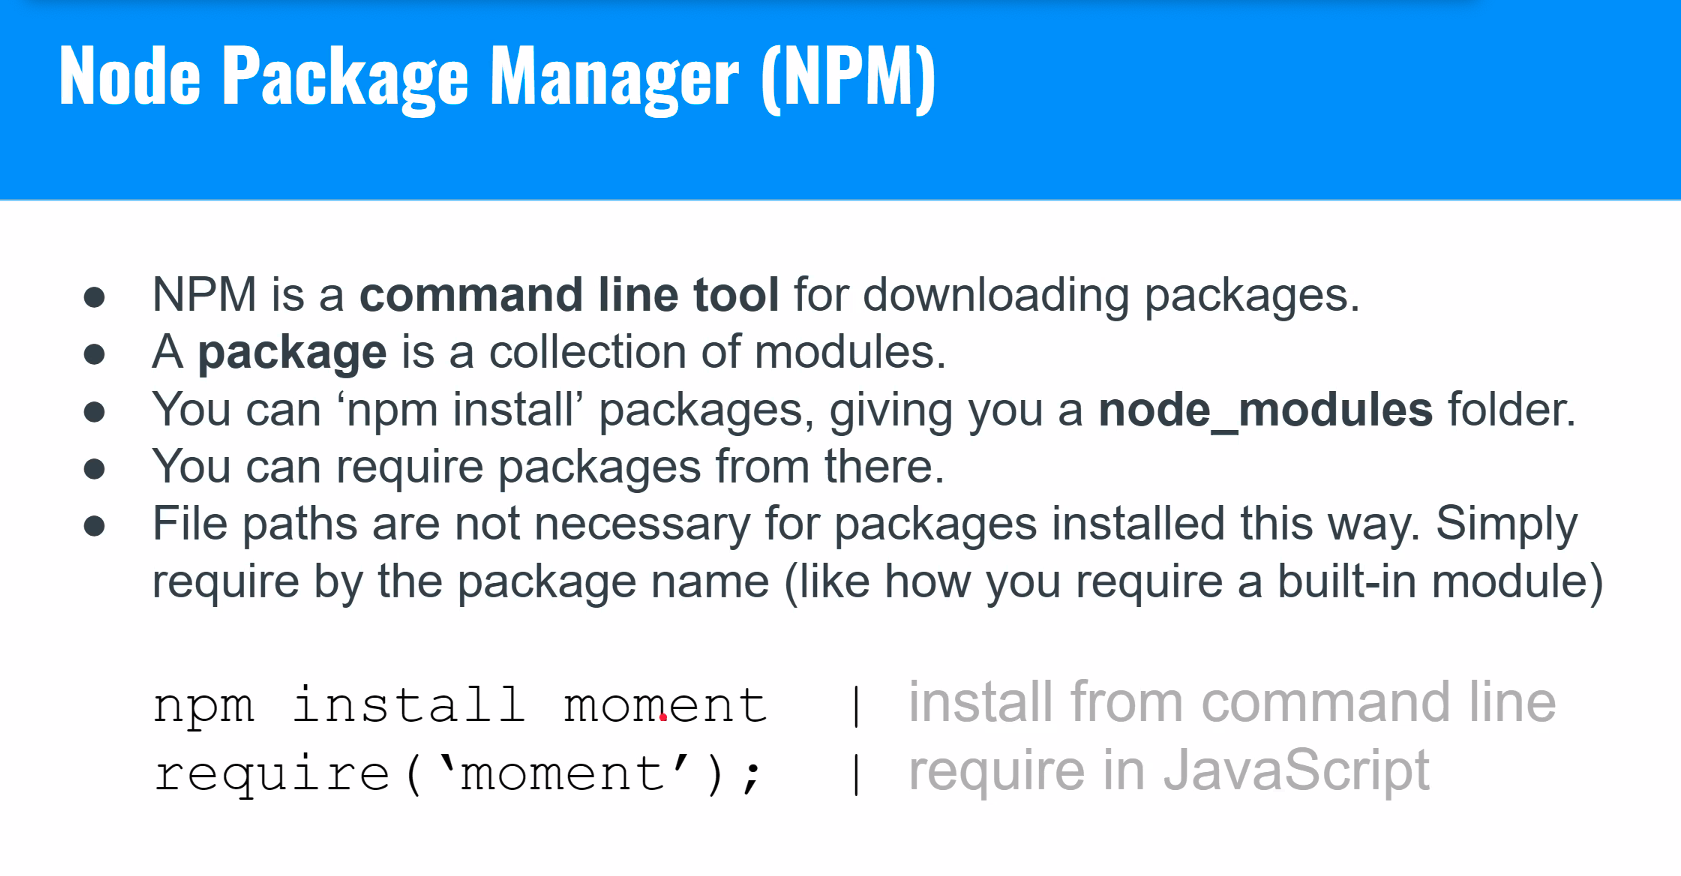 Node Package Manager (NPM)
● NPM is a command line tool for downloading packages.
● A package is a collection of modules.
● You can ‘npm install’ packages, giving you a node_modules folder.
● You can require packages from there.
● File paths are not necessary for packages installed this way. Simply
require by the package name (like how you require a built-in module)
npm install moment | install from command line
require(‘moment’); | require in JavaScript